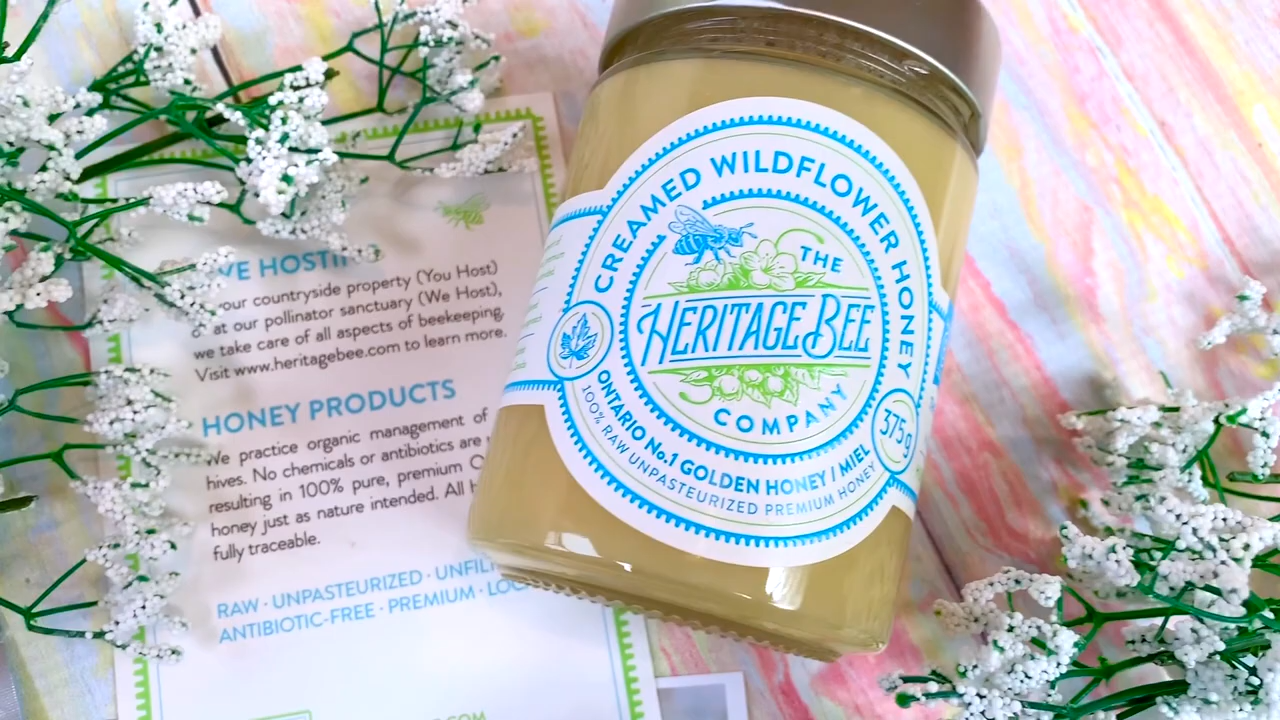 VE HOSTIN
your countryside property (You Host)
at our pollinator sanctuary (We Host),
we take care of all aspects of beekeeping.
Visit www.heritagebee.com to learn more.
HONEY PRODUCTS
We practice organic management of
hives. No chemicals or antibiotics are
resulting in 100% pure, premium
honey just as nature intended. All
fully traceable.
RAW · UNPASTEURIZED · UNFIL
ANTIBIOTIC-FREE · PREMIUM · LOC
CREAMED WILDFLOWER HONEY
THE
HERITAGE BEE
COMPANY
375g
ONTARIO No.1 GOLDEN HONEY / MIEL
100% RAW UNPASTEURIZED PREMIUM HONEY